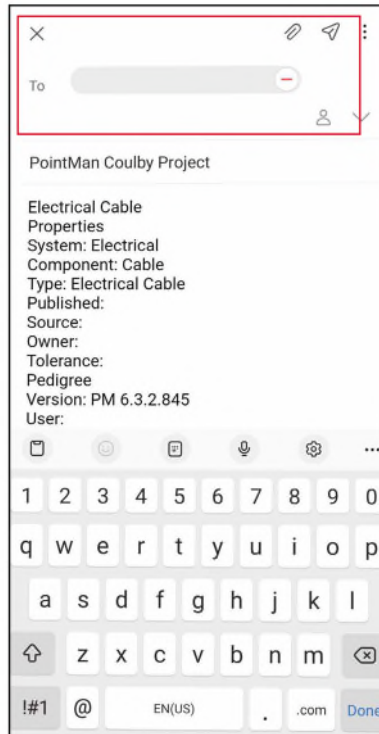 To
PointMan Coulby Project
Electrical Cable
Properties
System: Electrical
Component: Cable
Type: Electrical Cable
Published:
Source:
Owner:
Tolerance:
Pedigree
Version: PM 6.3.2.845
User:
1 2 3 4 5 6 7 8 9 0
q w e r t y u i o p
a s d f g h j k l
z x c v b n m
!#1 @ EN(US) . .com Done